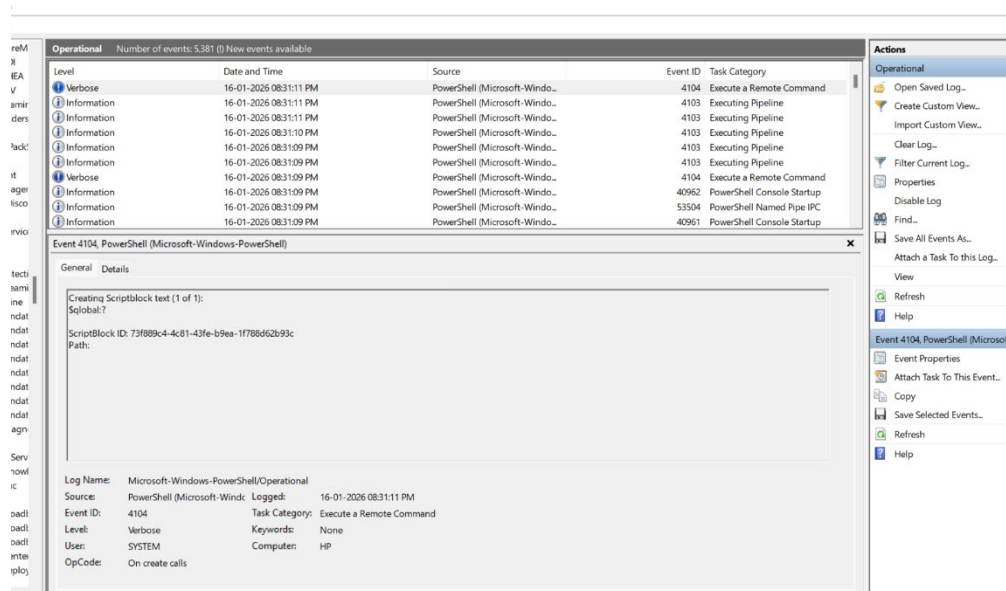 Operational Number of events: 5,381 (!) New events available
Level Date and Time Source Event ID Task Category
Verbose 16-01-2026 08:31:11 PM PowerShell (Microsoft-Windo... 4104 Execute a Remote Command
Information 16-01-2026 08:31:11 PM PowerShell (Microsoft-Windo... 4103 Executing Pipeline
Information 16-01-2026 08:31:11 PM PowerShell (Microsoft-Windo... 4103 Executing Pipeline
Information 16-01-2026 08:31:10 PM PowerShell (Microsoft-Windo... 4103 Executing Pipeline
Information 16-01-2026 08:31:09 PM PowerShell (Microsoft-Windo... 4103 Executing Pipeline
Information 16-01-2026 08:31:09 PM PowerShell (Microsoft-Windo... 4103 Executing Pipeline
Verbose 16-01-2026 08:31:09 PM PowerShell (Microsoft-Windo... 4104 Execute a Remote Command
Information 16-01-2026 08:31:09 PM PowerShell (Microsoft-Windo... 40962 PowerShell Console Startup
Information 16-01-2026 08:31:09 PM PowerShell (Microsoft-Windo... 53504 PowerShell Named Pipe IPC
Information 16-01-2026 08:31:09 PM PowerShell (Microsoft-Windo... 40961 PowerShell Console Startup
Event 4104, PowerShell (Microsoft-Windows-PowerShell)
General Details
Creating Scriptblock text (1 of 1):
$global:?
ScriptBlock ID: 73f889c4-4c81-43fe-b9ea-1f788d62b93c
Path:
Log Name: Microsoft-Windows-PowerShell/Operational
Source: PowerShell (Microsoft-Windc Logged: 16-01-2026 08:31:11 PM
Event ID: 4104 Task Category: Execute a Remote Command
Level: Verbose Keywords: None
User: SYSTEM Computer: HP
OpCode: On create calls
Actions
Operational
Open Saved Log...
Create Custom View...
Import Custom View...
Clear Log...
Filter Current Log...
Properties
Disable Log
Find...
Save All Events As...
Attach a Task To this Log...
View
Refresh
Help
Event 4104, PowerShell (Microsof
Event Properties
Attach Task To This Event...
Copy
Save Selected Events...
Refresh
Help